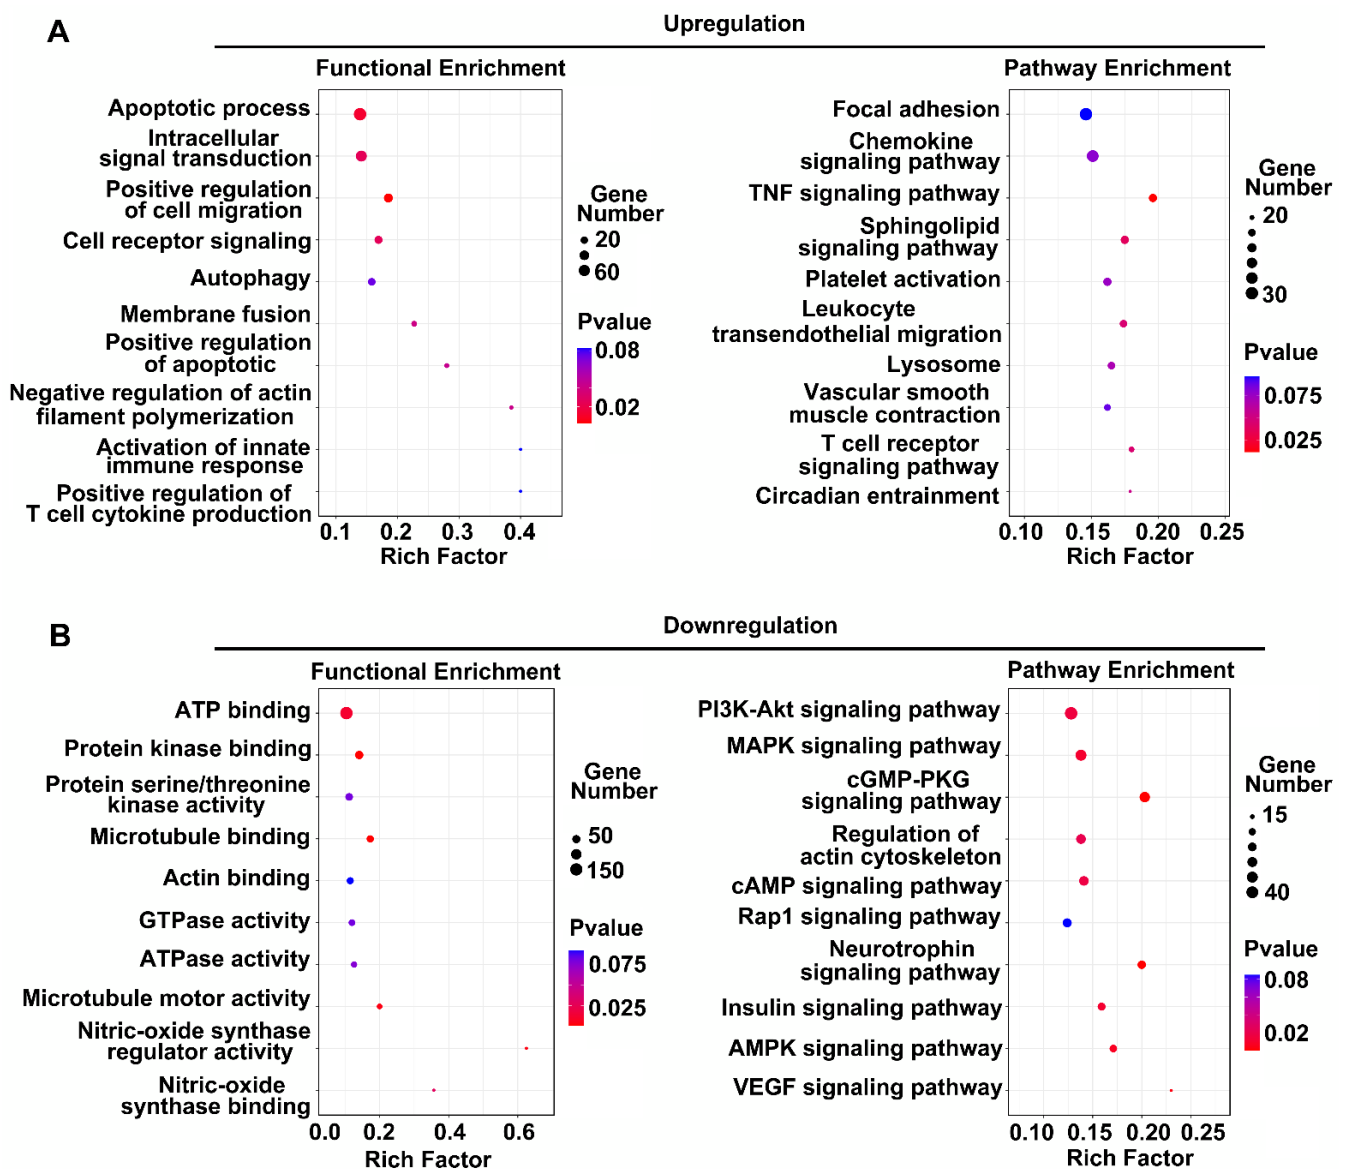 A
Upregulation
Functional Enrichment
Apoptotic process
Intracellular
signal transduction
Positive regulation
of cell migration
Cell receptor signaling
Autophagy
Membrane fusion
Positive regulation
of apoptotic
Negative regulation of actin
filament polymerization
Activation of innate
immune response
Positive regulation of
T cell cytokine production
0.1 0.2 0.3 0.4
Rich Factor
Gene
Number
20
60
Pvalue
0.08
0.02
Pathway Enrichment
Focal adhesion
Chemokine
signaling pathway
TNF signaling pathway
Sphingolipid
signaling pathway
Platelet activation
Leukocyte
transendothelial migration
Lysosome
Vascular smooth
muscle contraction
T cell receptor
signaling pathway
Circadian entrainment
0.10 0.15 0.20 0.25
Rich Factor
Gene
Number
20
30
Pvalue
0.075
0.025
B
Downregulation
Functional Enrichment
ATP binding
Protein kinase binding
Protein serine/threonine
kinase activity
Microtubule binding
Actin binding
GTPase activity
ATPase activity
Microtubule motor activity
Nitric-oxide synthase
regulator activity
Nitric-oxide
synthase binding
0.0 0.2 0.4 0.6
Rich Factor
Gene
Number
50
150
Pvalue
0.075
0.025
Pathway Enrichment
PI3K-Akt signaling pathway
MAPK signaling pathway
cGMP-PKG
signaling pathway
Regulation of
actin cytoskeleton
cAMP signaling pathway
Rap1 signaling pathway
Neurotrophin
signaling pathway
Insulin signaling pathway
AMPK signaling pathway
VEGF signaling pathway
0.10 0.15 0.20 0.25
Rich Factor
Gene
Number
15
40
Pvalue
0.08
0.02